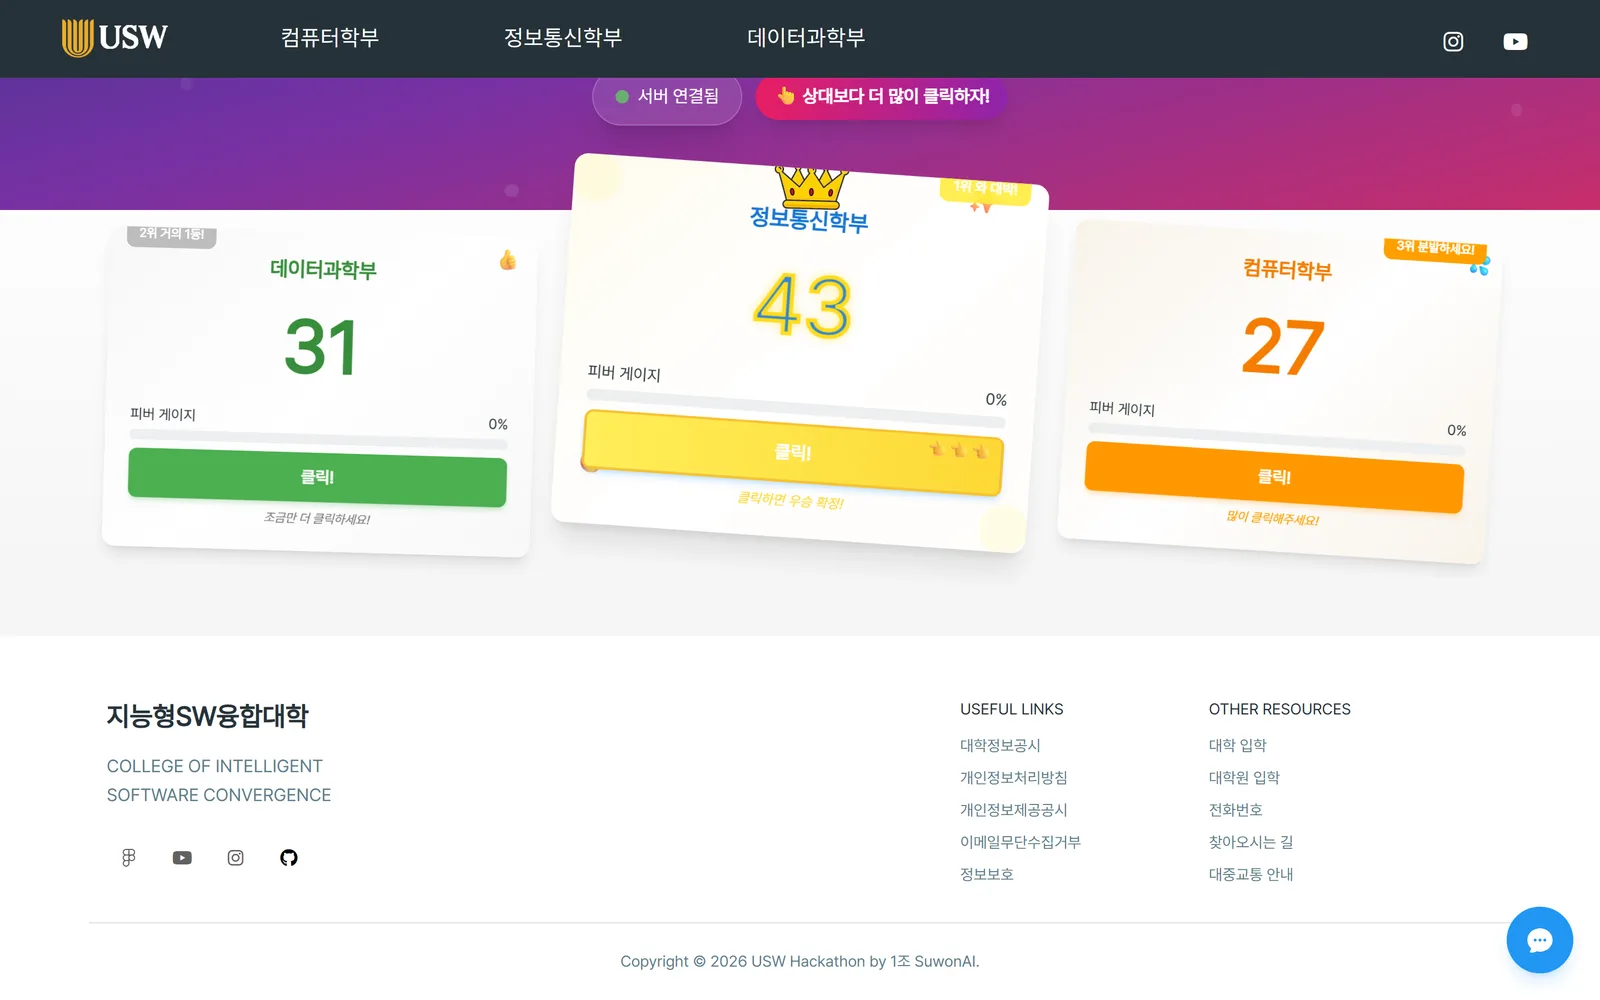 USW
컴퓨터학부
정보통신학부
데이터과학부
서버 연결됨
👆 상대보다 더 많이 클릭하자!
2위 거의 1등!
데이터과학부
31
피버 게이지
0%
클릭!
조금만 더 클릭하세요!
1위 와 대박!
정보통신학부
43
피버 게이지
0%
클릭!
클릭하면 우승 확정!
3위 분발하세요!
컴퓨터학부
27
피버 게이지
0%
클릭!
많이 클릭해주세요!
지능형SW융합대학
COLLEGE OF INTELLIGENT
SOFTWARE CONVERGENCE
USEFUL LINKS
대학정보공시
개인정보처리방침
개인정보제공공시
이메일무단수집거부
정보보호
OTHER RESOURCES
대학 입학
대학원 입학
전화번호
찾아오시는 길
대중교통 안내
Copyright © 2026 USW Hackathon by 1조 SuwonAI.